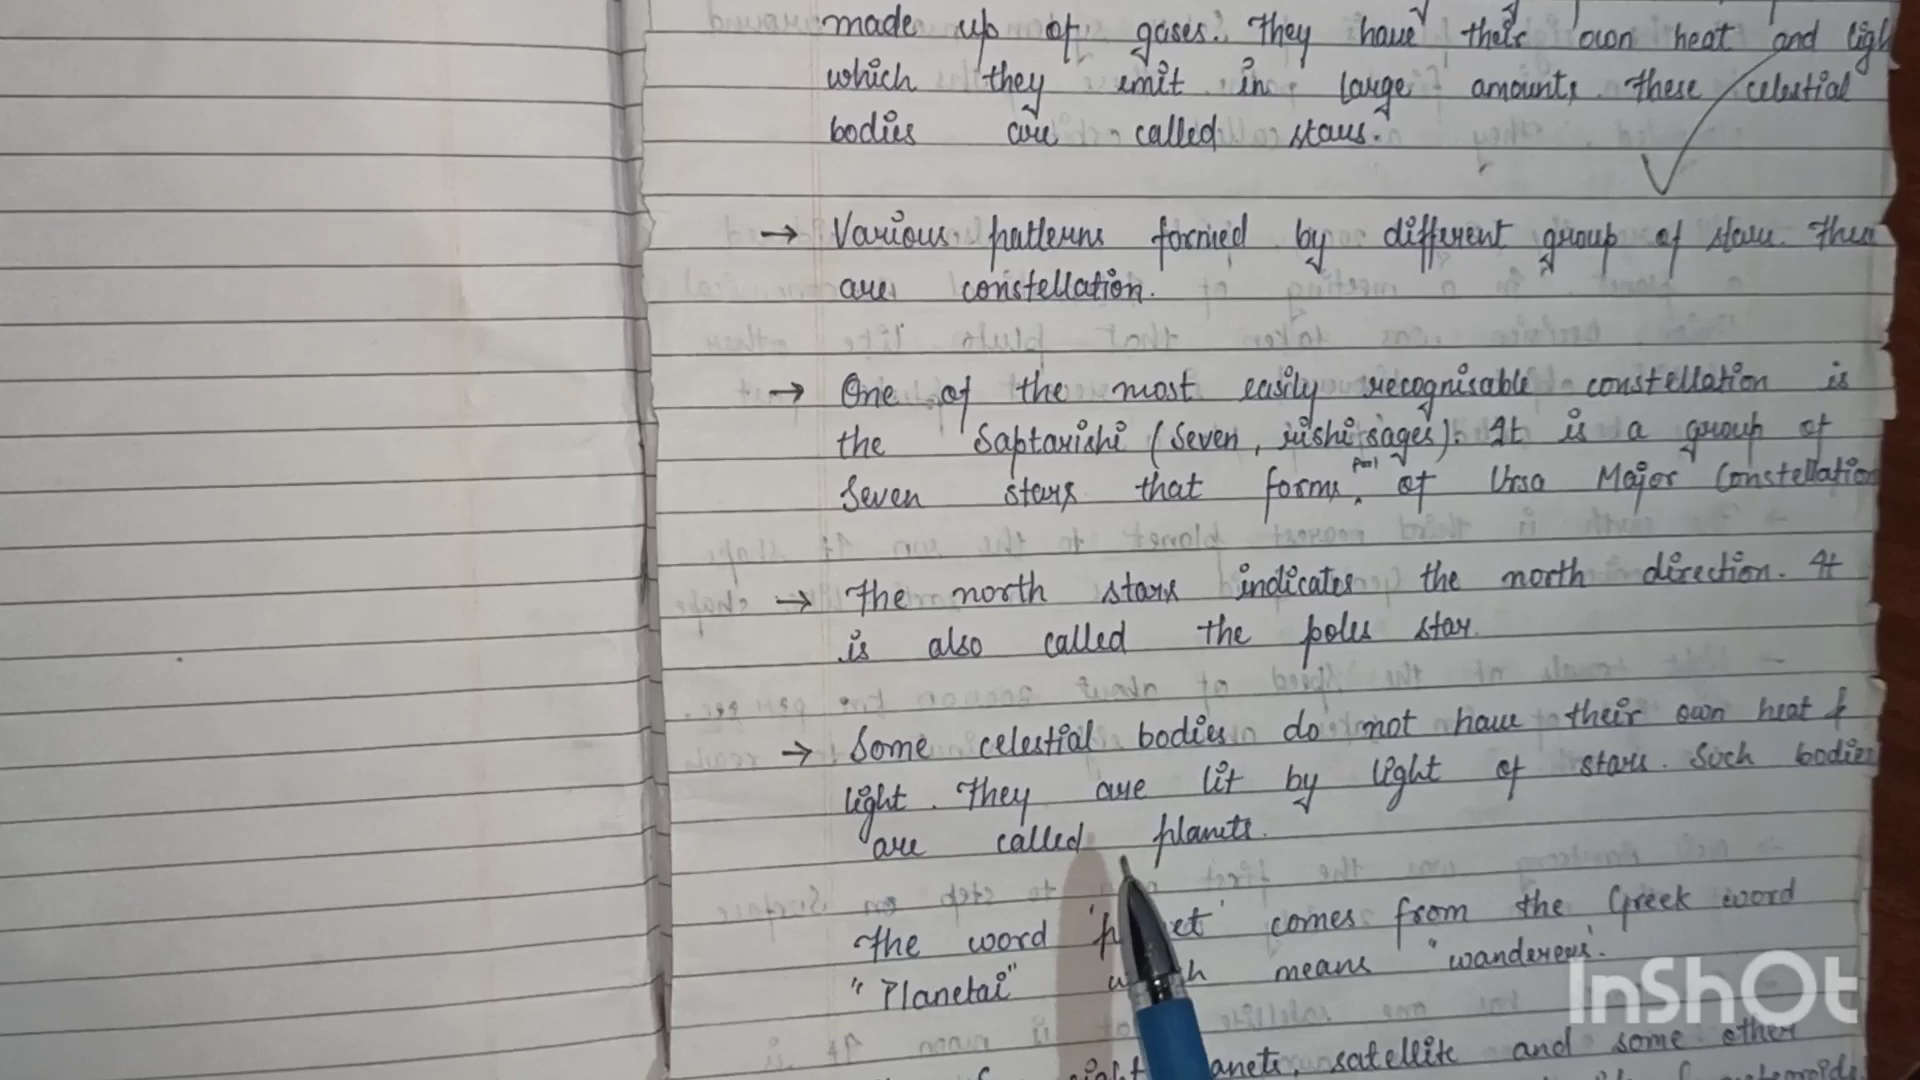 made up of gases. They have their own heat and ligh
which they emit in large amounts. These celestial
bodies are called stars.
→ Various patterns formed by different group of stars. These
are constellation.
→ One of the most easily recognisable constellation is
the Saptarishi (Seven, rishi sages). It is a group of
Seven stars that forms part of Ursa Major Constellation
→ The north stars indicates the north direction. It
is also called the pole star.
→ Some celestial bodies do not have their own heat &
light. They are lit by light of stars. Such bodies
are called planets.
The word 'p et' comes from the Greek word
"Planetai" w h means 'wanderers'.
anets, satellite and some other
InShOt